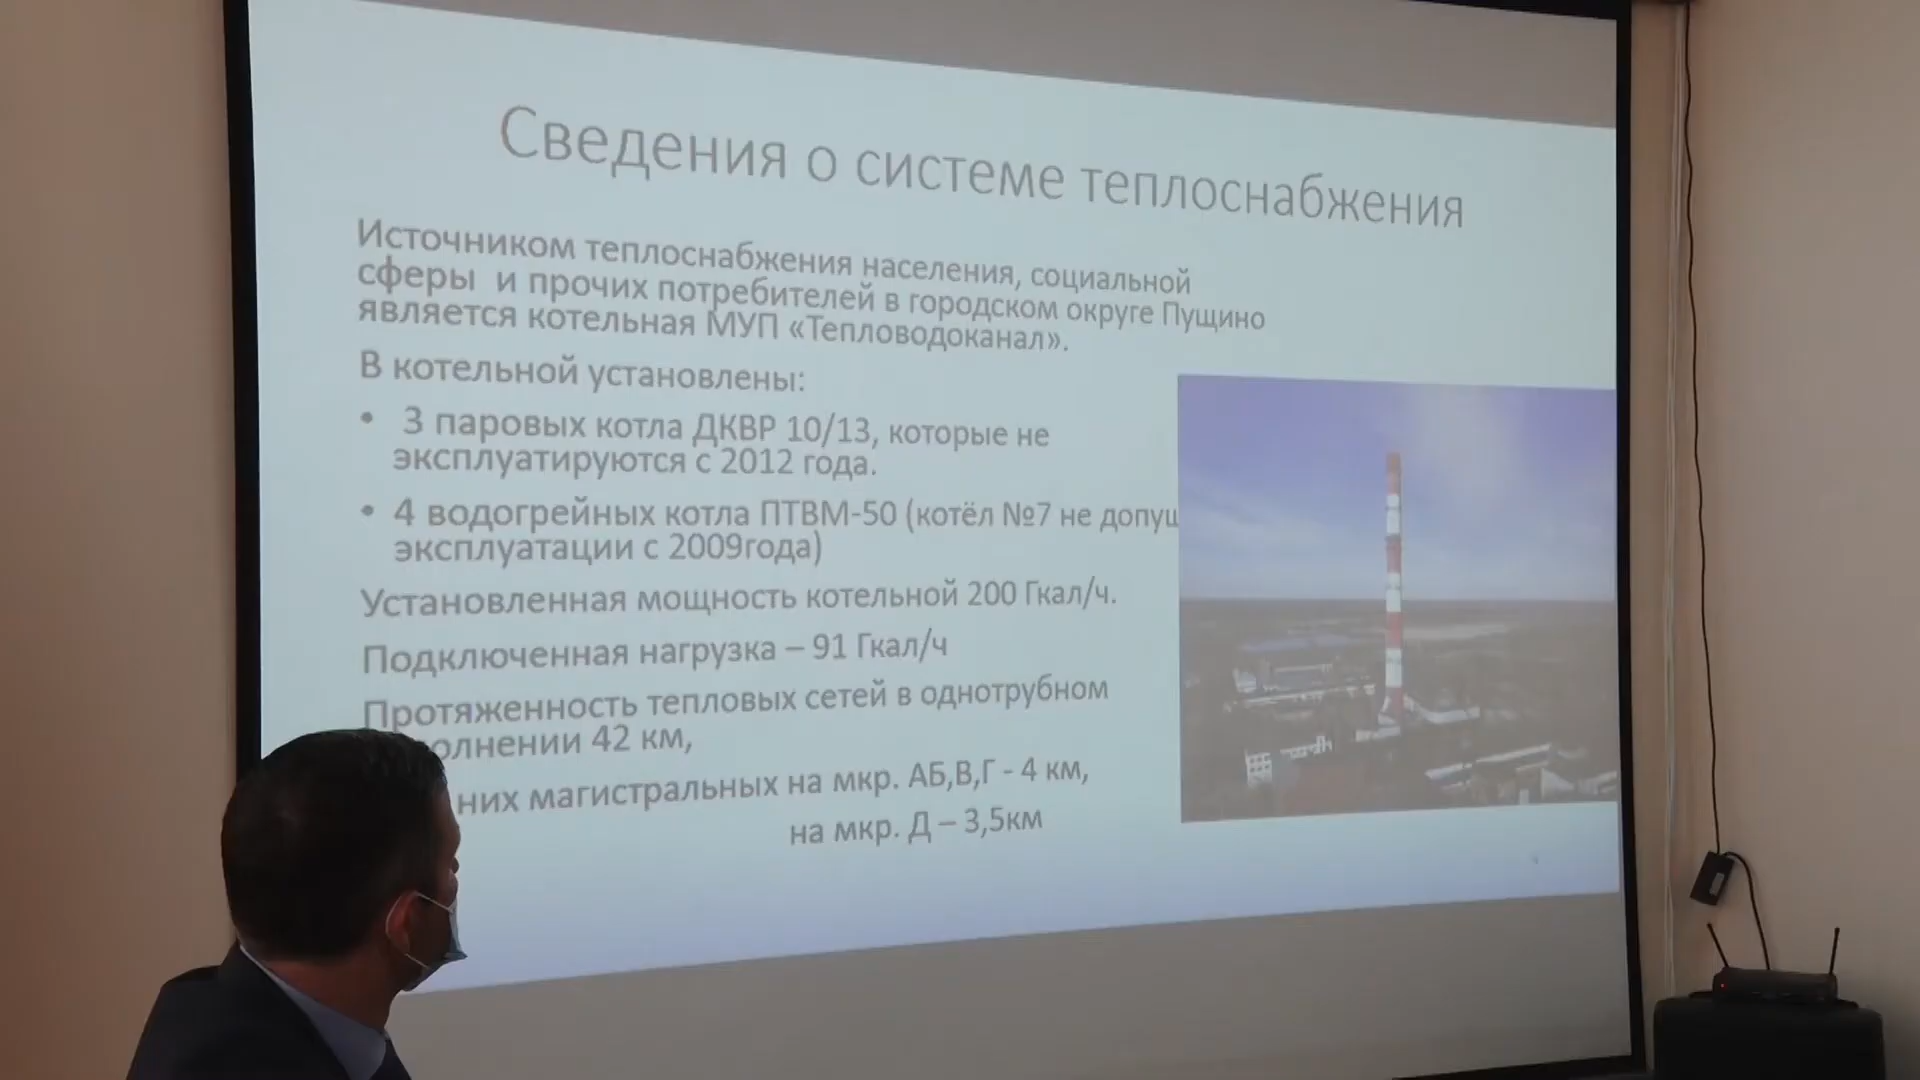 Сведения о системе теплоснабжения
Источником теплоснабжения населения, социальной
сферы и прочих потребителей в городском округе Пущино
является котельная МУП «Тепловодоканал».
В котельной установлены:
• 3 паровых котла ДКВР 10/13, которые не
эксплуатируются с 2012 года.
• 4 водогрейных котла ПТВМ-50 (котёл №7 не
эксплуатации с 2009года)
Установленная мощность котельной 200 Гкал/ч.
Подключенная нагрузка – 91 Гкал/ч
Протяженность тепловых сетей в однотрубном
42 км,
них магистральных на мкр. АБ,В,Г - 4 км,
на мкр. Д – 3,5км